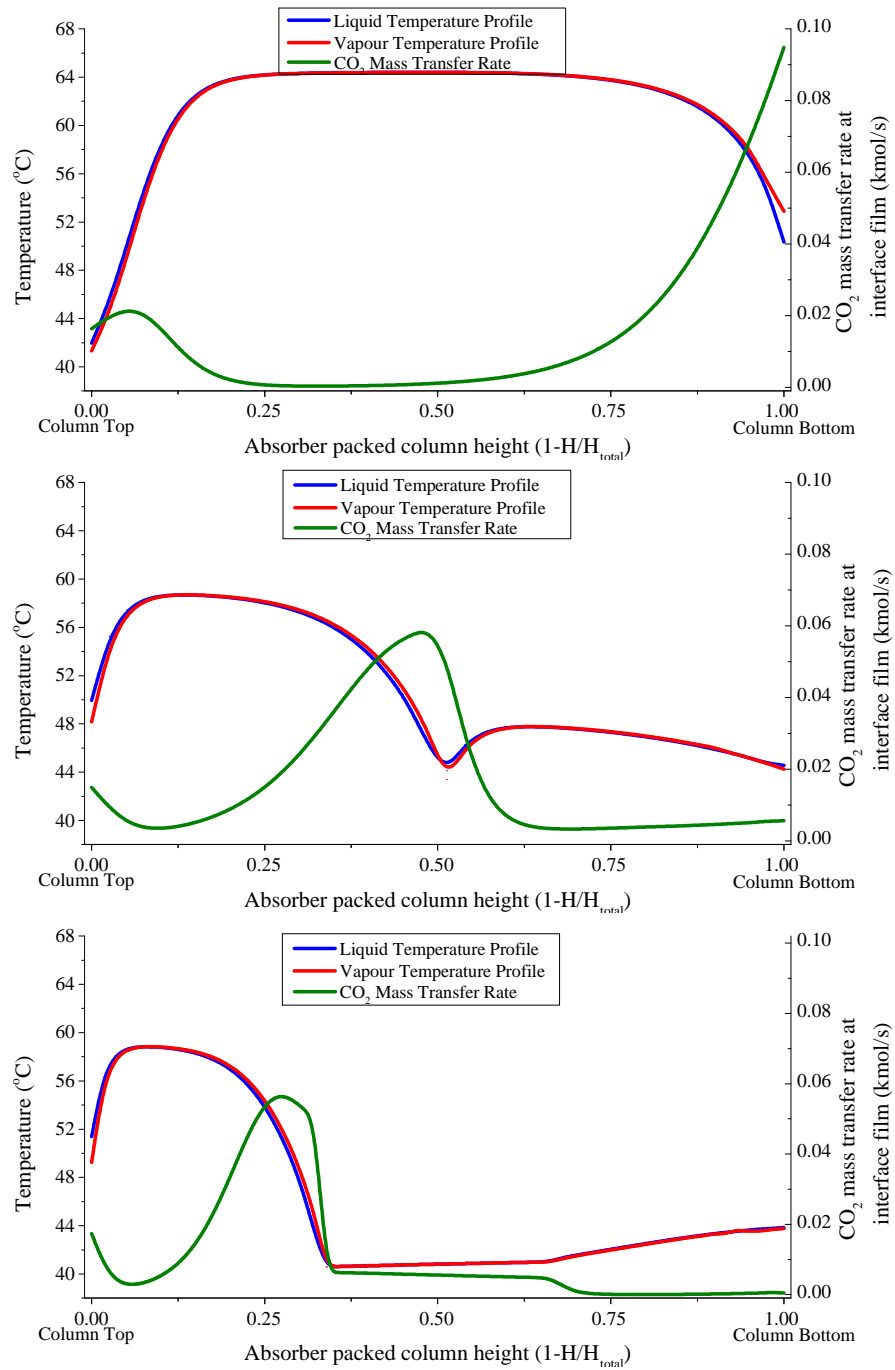 Liquid Temperature Profile
Vapour Temperature Profile
CO2 Mass Transfer Rate
Temperature (°C)
68
64
60
56
52
48
44
40
0.10
0.08
0.06
0.04
0.02
0.00
CO2 mass transfer rate at
interface film (kmol/s)
0.00 0.25 0.50 0.75 1.00
Column Top Column Bottom
Absorber packed column height (1-H/Htotal)
Liquid Temperature Profile
Vapour Temperature Profile
CO2 Mass Transfer Rate
Temperature (°C)
68
64
60
56
52
48
44
40
0.10
0.08
0.06
0.04
0.02
0.00
CO2 mass transfer rate at
interface film (kmol/s)
0.00 0.25 0.50 0.75 1.00
Column Top Column Bottom
Absorber packed column height (1-H/Htotal)
Liquid Temperature Profile
Vapour Temperature Profile
CO2 Mass Transfer Rate
Temperature (°C)
68
64
60
56
52
48
44
40
0.10
0.08
0.06
0.04
0.02
0.00
CO2 mass transfer rate at
interface film (kmol/s)
0.00 0.25 0.50 0.75 1.00
Column Top Column Bottom
Absorber packed column height (1-H/Htotal)